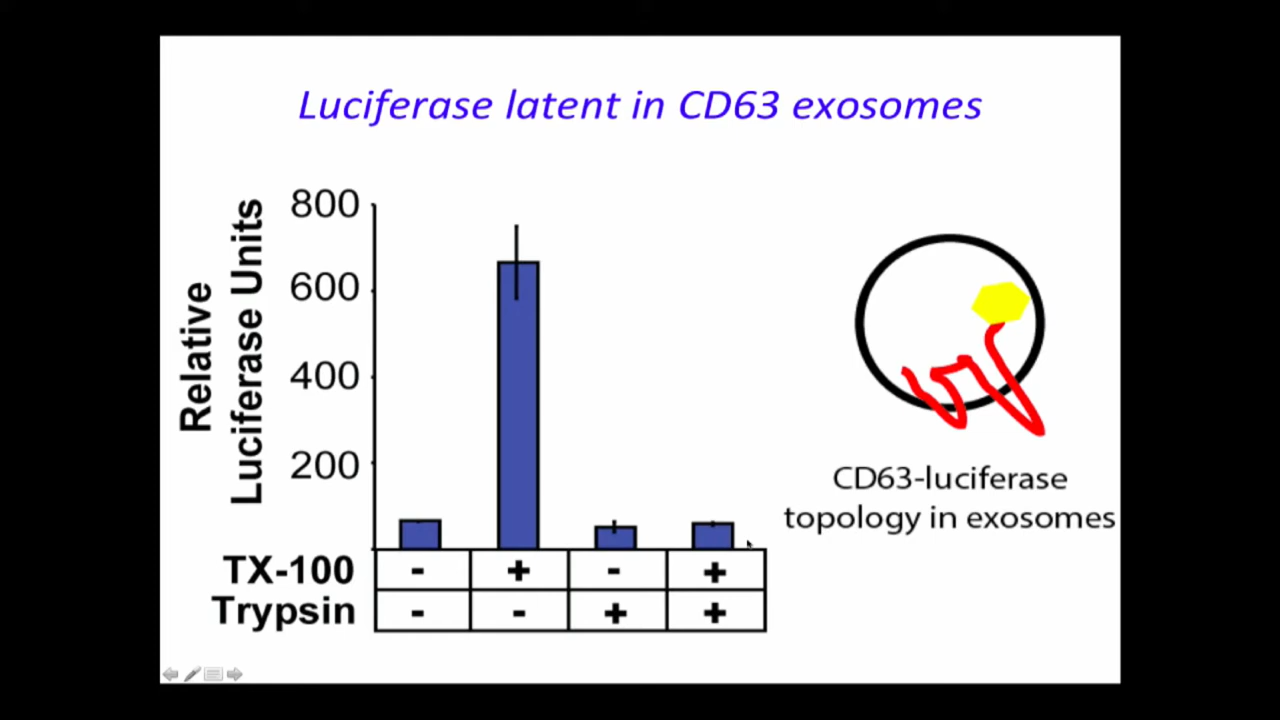 Luciferase latent in CD63 exosomes
Relative
Luciferase Units
800
600
400
200
TX-100 - + - +
Trypsin - - + +
CD63-luciferase
topology in exosomes